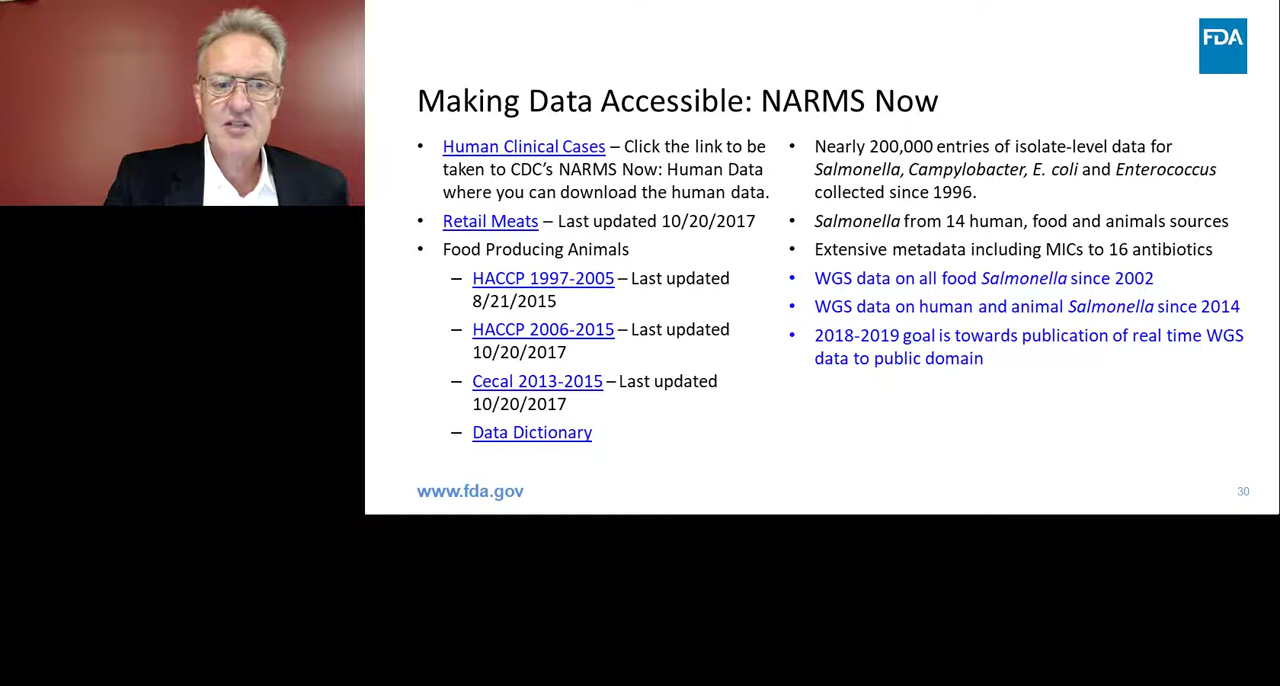 FDA
Making Data Accessible: NARMS Now
• Human Clinical Cases – Click the link to be
taken to CDC's NARMS Now: Human Data
where you can download the human data.
• Retail Meats – Last updated 10/20/2017
• Food Producing Animals
– HACCP 1997-2005 – Last updated
8/21/2015
– HACCP 2006-2015 – Last updated
10/20/2017
– Cecal 2013-2015 – Last updated
10/20/2017
– Data Dictionary
• Nearly 200,000 entries of isolate-level data for
Salmonella, Campylobacter, E. coli and Enterococcus
collected since 1996.
• Salmonella from 14 human, food and animals sources
• Extensive metadata including MICs to 16 antibiotics
• WGS data on all food Salmonella since 2002
• WGS data on human and animal Salmonella since 2014
• 2018-2019 goal is towards publication of real time WGS
data to public domain
www.fda.gov
30